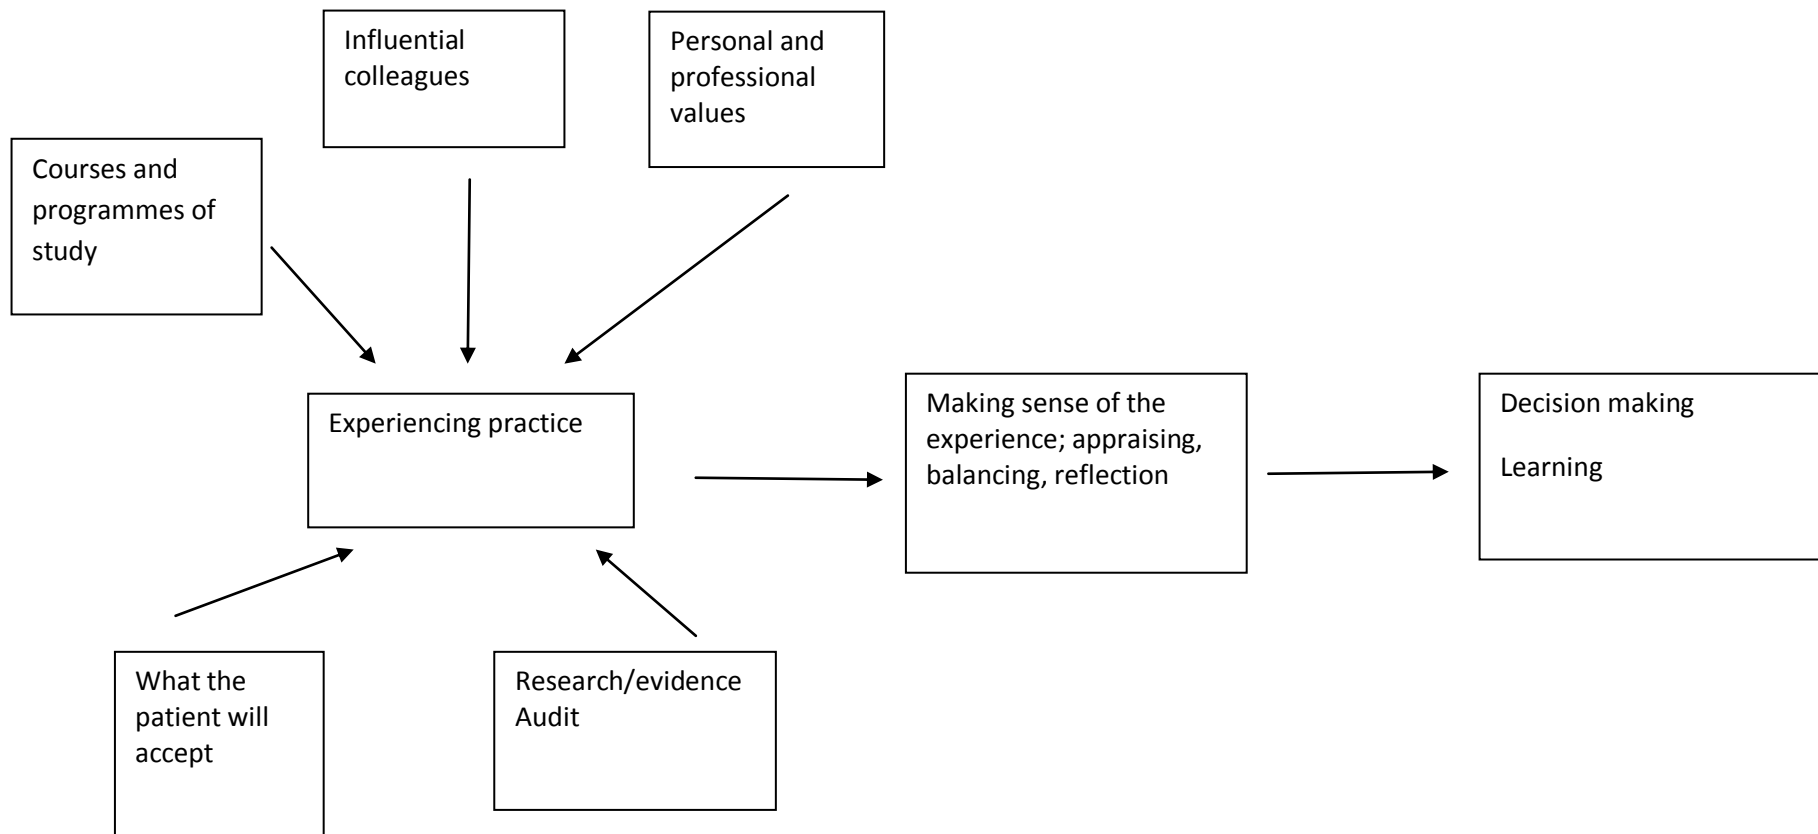 Influential
colleagues
Personal and
professional
values
Courses and
programmes of
study
Experiencing practice
Making sense of the
experience; appraising,
balancing, reflection
Decision making
Learning
What the
patient will
accept
Research/evidence
Audit